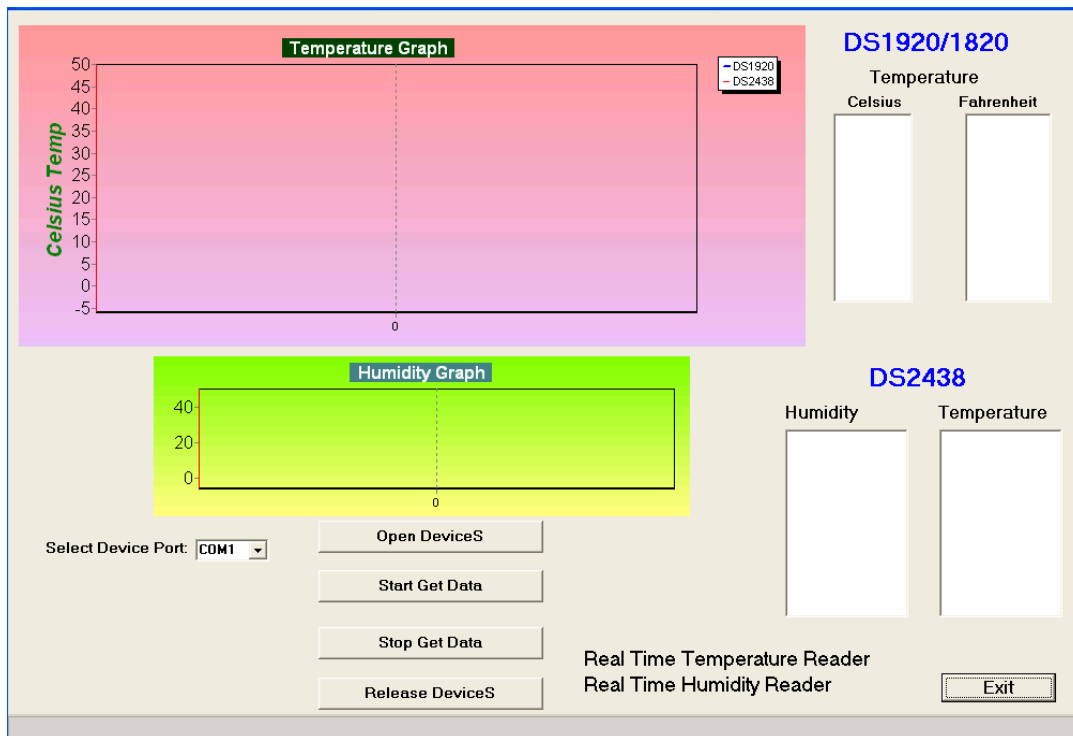 Temperature Graph
DS1920
DS2438
50
45
40
35
30
25
20
15
10
5
0
-5
Celsius Temp
0
DS1920/1820
Temperature
Celsius Fahrenheit
Humidity Graph
40
20
0
0
DS2438
Humidity Temperature
Select Device Port: COM1
Open DeviceS
Start Get Data
Stop Get Data
Release DeviceS
Real Time Temperature Reader
Real Time Humidity Reader
Exit